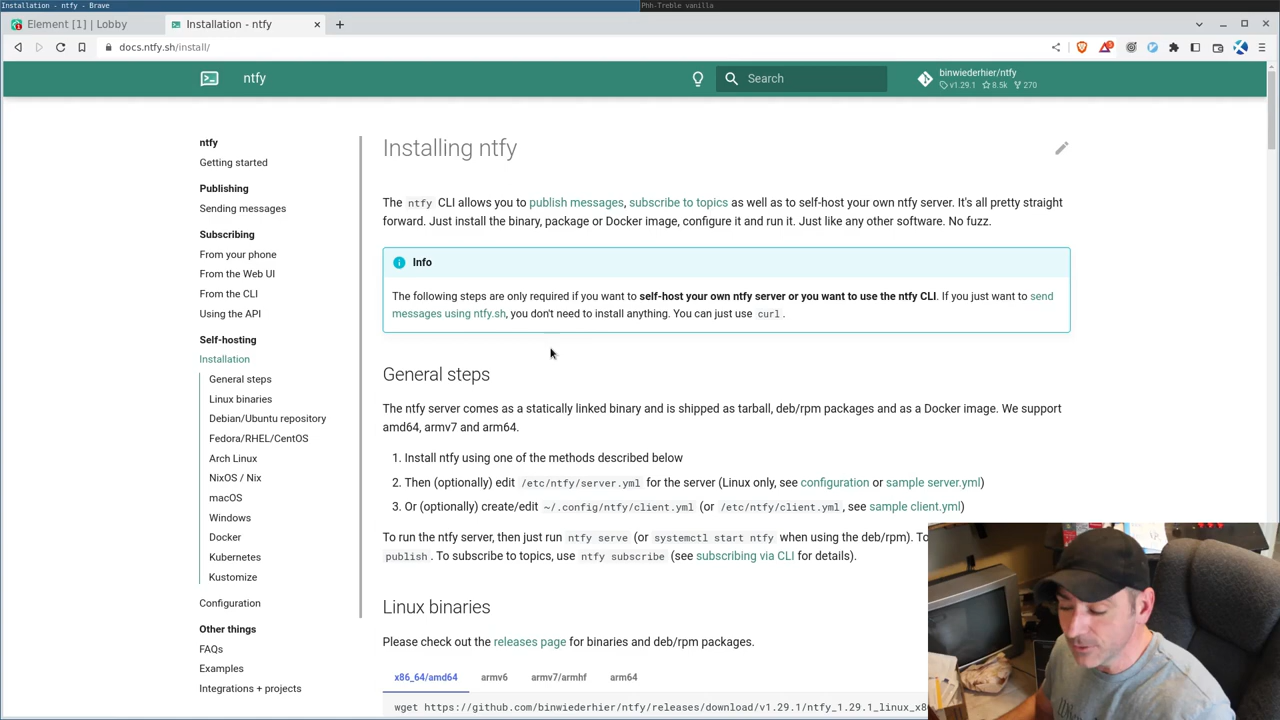 Installation - ntfy - Brave
Phh-Treble vanilla
Element [1] | Lobby
Installation - ntfy
docs.ntfy.sh/install/
ntfy
Search
binwiederhier/ntfy
v1.29.1 8.5k 270
ntfy
Getting started
Publishing
Sending messages
Subscribing
From your phone
From the Web UI
From the CLI
Using the API
Self-hosting
Installation
General steps
Linux binaries
Debian/Ubuntu repository
Fedora/RHEL/CentOS
Arch Linux
NixOS / Nix
macOS
Windows
Docker
Kubernetes
Kustomize
Configuration
Other things
FAQs
Examples
Integrations + projects
Installing ntfy
The ntfy CLI allows you to publish messages, subscribe to topics as well as to self-host your own ntfy server. It's all pretty straight
forward. Just install the binary, package or Docker image, configure it and run it. Just like any other software. No fuzz.
Info
The following steps are only required if you want to self-host your own ntfy server or you want to use the ntfy CLI. If you just want to send
messages using ntfy.sh, you don't need to install anything. You can just use curl.
General steps
The ntfy server comes as a statically linked binary and is shipped as tarball, deb/rpm packages and as a Docker image. We support
amd64, armv7 and arm64.
1. Install ntfy using one of the methods described below
2. Then (optionally) edit /etc/ntfy/server.yml for the server (Linux only, see configuration or sample server.yml)
3. Or (optionally) create/edit ~/.config/ntfy/client.yml (or /etc/ntfy/client.yml, see sample client.yml)
To run the ntfy server, then just run ntfy serve (or systemctl start ntfy when using the deb/rpm). To
publish. To subscribe to topics, use ntfy subscribe (see subscribing via CLI for details).
Linux binaries
Please check out the releases page for binaries and deb/rpm packages.
x86_64/amd64 armv6 armv7/armhf arm64
wget https://github.com/binwiederhier/ntfy/releases/download/v1.29.1/ntfy_1.29.1_linux_x8